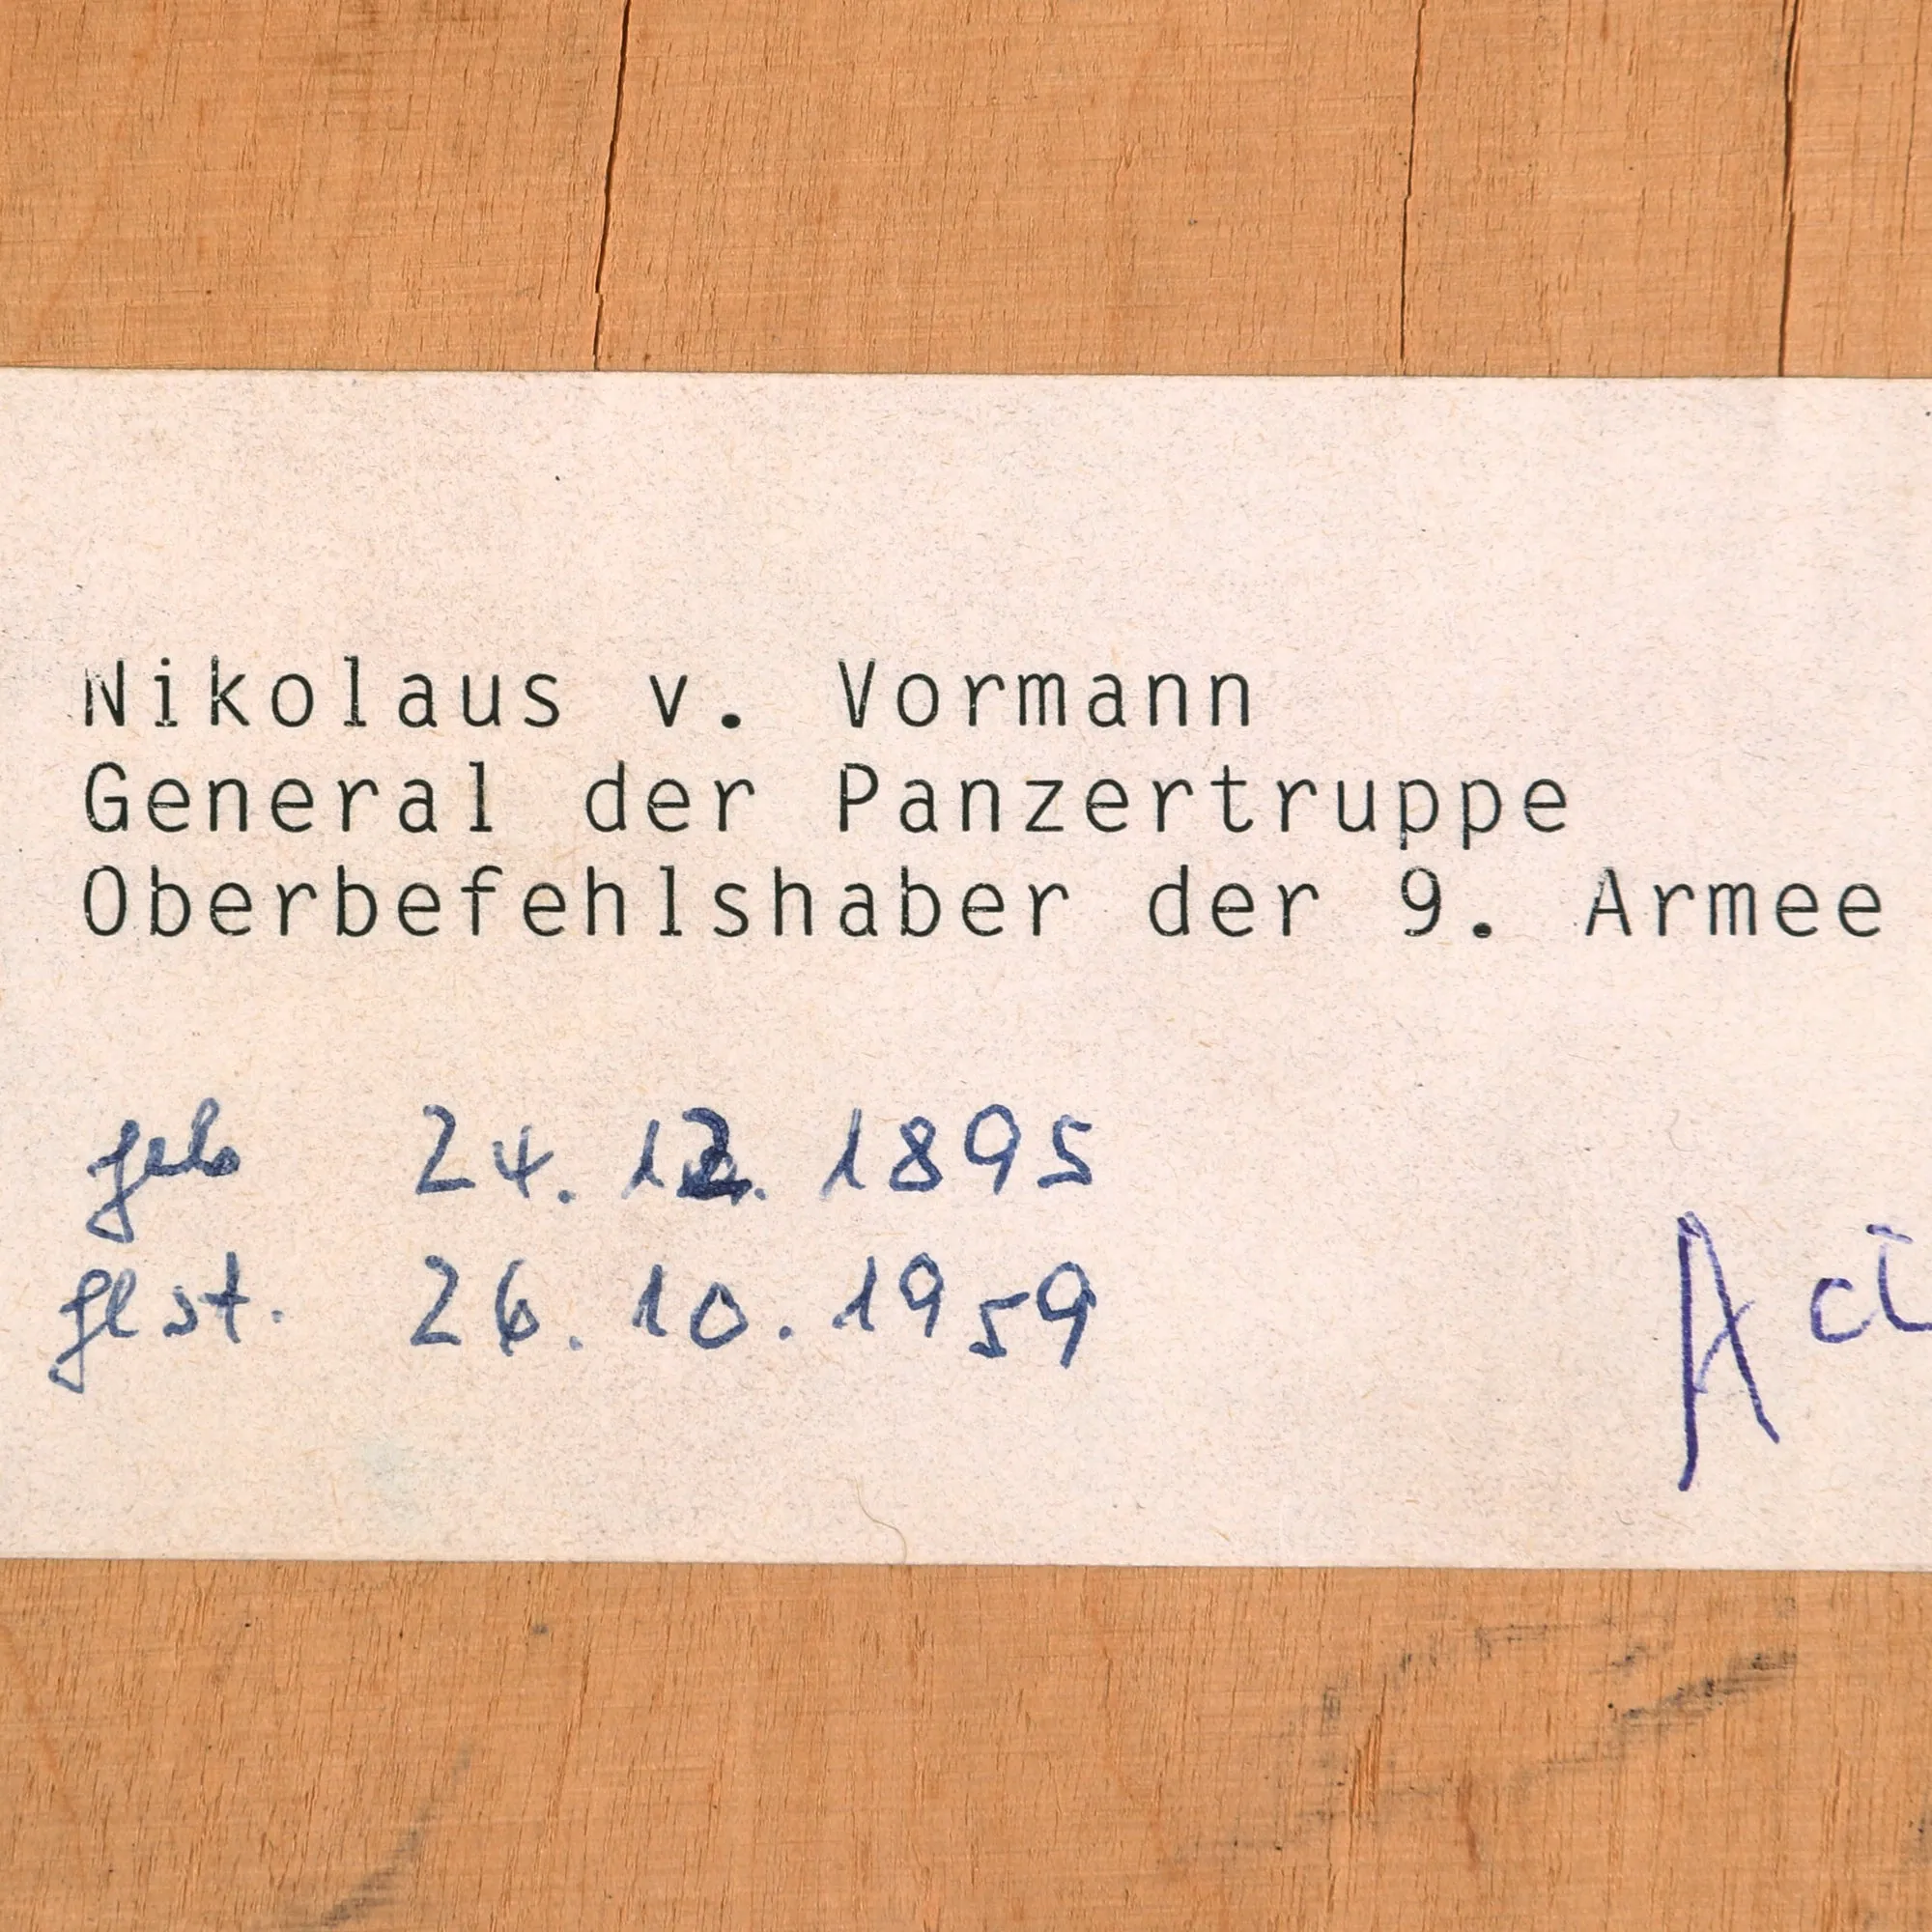 Nikolaus v. Vormann
General der Panzertruppe
Oberbefehlshaber der 9. Armee
geb 24. 12. 1895
gest. 26. 10. 1959